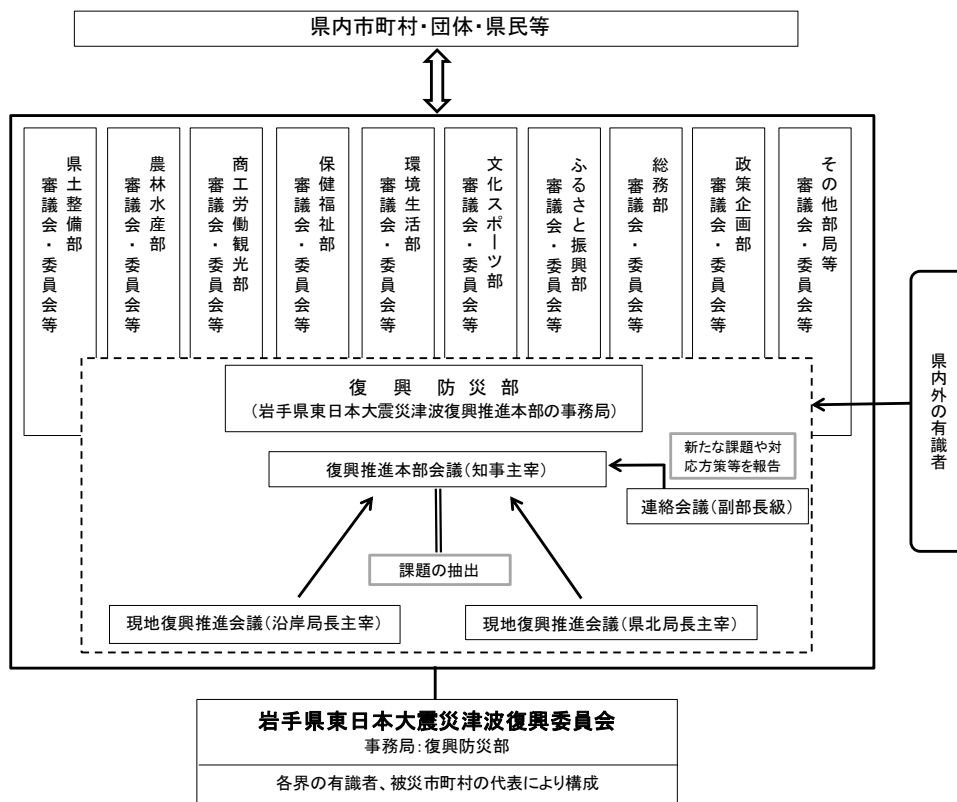 県内市町村・団体・県民等
県土整備部
審議会・委員会等
農林水産部
審議会・委員会等
商工労働観光部
審議会・委員会等
保健福祉部
審議会・委員会等
環境生活部
審議会・委員会等
文化スポーツ部
審議会・委員会等
ふるさと振興部
審議会・委員会等
総務部
審議会・委員会等
政策企画部
審議会・委員会等
その他部局等
審議会・委員会等
県内外の有識者
復興防災部
(岩手県東日本大震災津波復興推進本部の事務局)
復興推進本部会議(知事主宰)
新たな課題や対
応方策等を報告
連絡会議(副部長級)
課題の抽出
現地復興推進会議(沿岸局長主宰)
現地復興推進会議(県北局長主宰)
岩手県東日本大震災津波復興委員会
事務局:復興防災部
各界の有識者、被災市町村の代表により構成